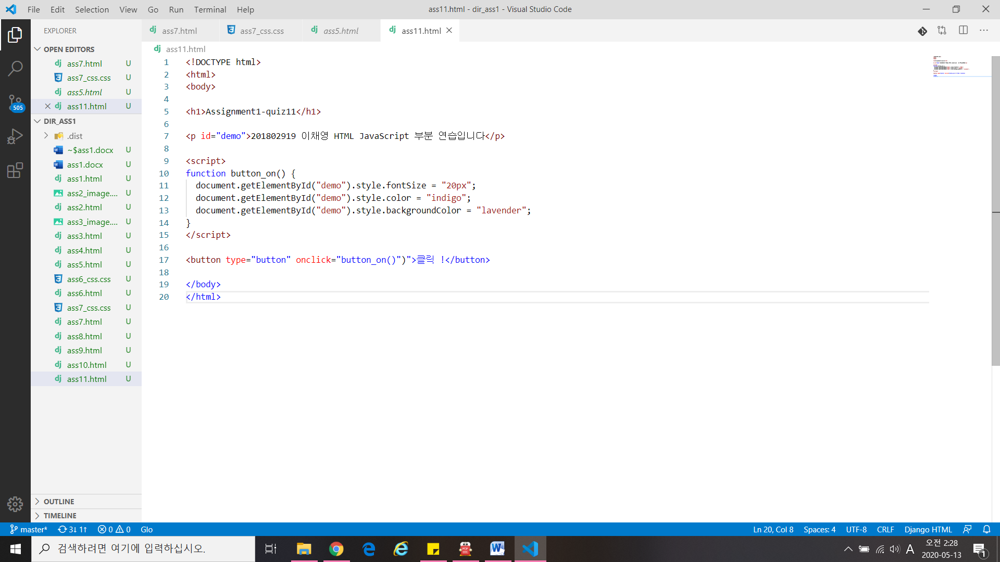 File Edit Selection View Go Run Terminal Help
ass11.html - dir_ass1 - Visual Studio Code
EXPLORER
OPEN EDITORS
ass7.html U
ass7_css.css U
ass5.html U
ass11.html U
505
DIR_ASS1
.dist
~$ass1.docx U
ass1.docx U
ass1.html U
ass2_image.... U
ass2.html U
ass3_image.... U
ass3.html U
ass4.html U
ass5.html U
ass6_css.css U
ass6.html U
ass7_css.css U
ass7.html U
ass8.html U
ass9.html U
ass10.html U
ass11.html U
OUTLINE
TIMELINE
ass7.html ass7_css.css ass5.html ass11.html
ass11.html
1 <!DOCTYPE html>
2 <html>
3 <body>
4
5 <h1>Assignment1-quiz11</h1>
6
7 <p id="demo">201802919 이채영 HTML JavaScript 부분 연습입니다</p>
8
9 <script>
10 function button_on() {
11 document.getElementById("demo").style.fontSize = "20px";
12 document.getElementById("demo").style.color = "indigo";
13 document.getElementById("demo").style.backgroundColor = "lavender";
14 }
15 </script>
16
17 <button type="button" onclick="button_on()")">클릭 !</button>
18
19 </body>
20 </html>
master* 3↓ 1↑ 0 0 Glo
Ln 20, Col 8 Spaces: 4 UTF-8 CRLF Django HTML
검색하려면 여기에 입력하십시오.
A
오전 2:28
2020-05-13
1